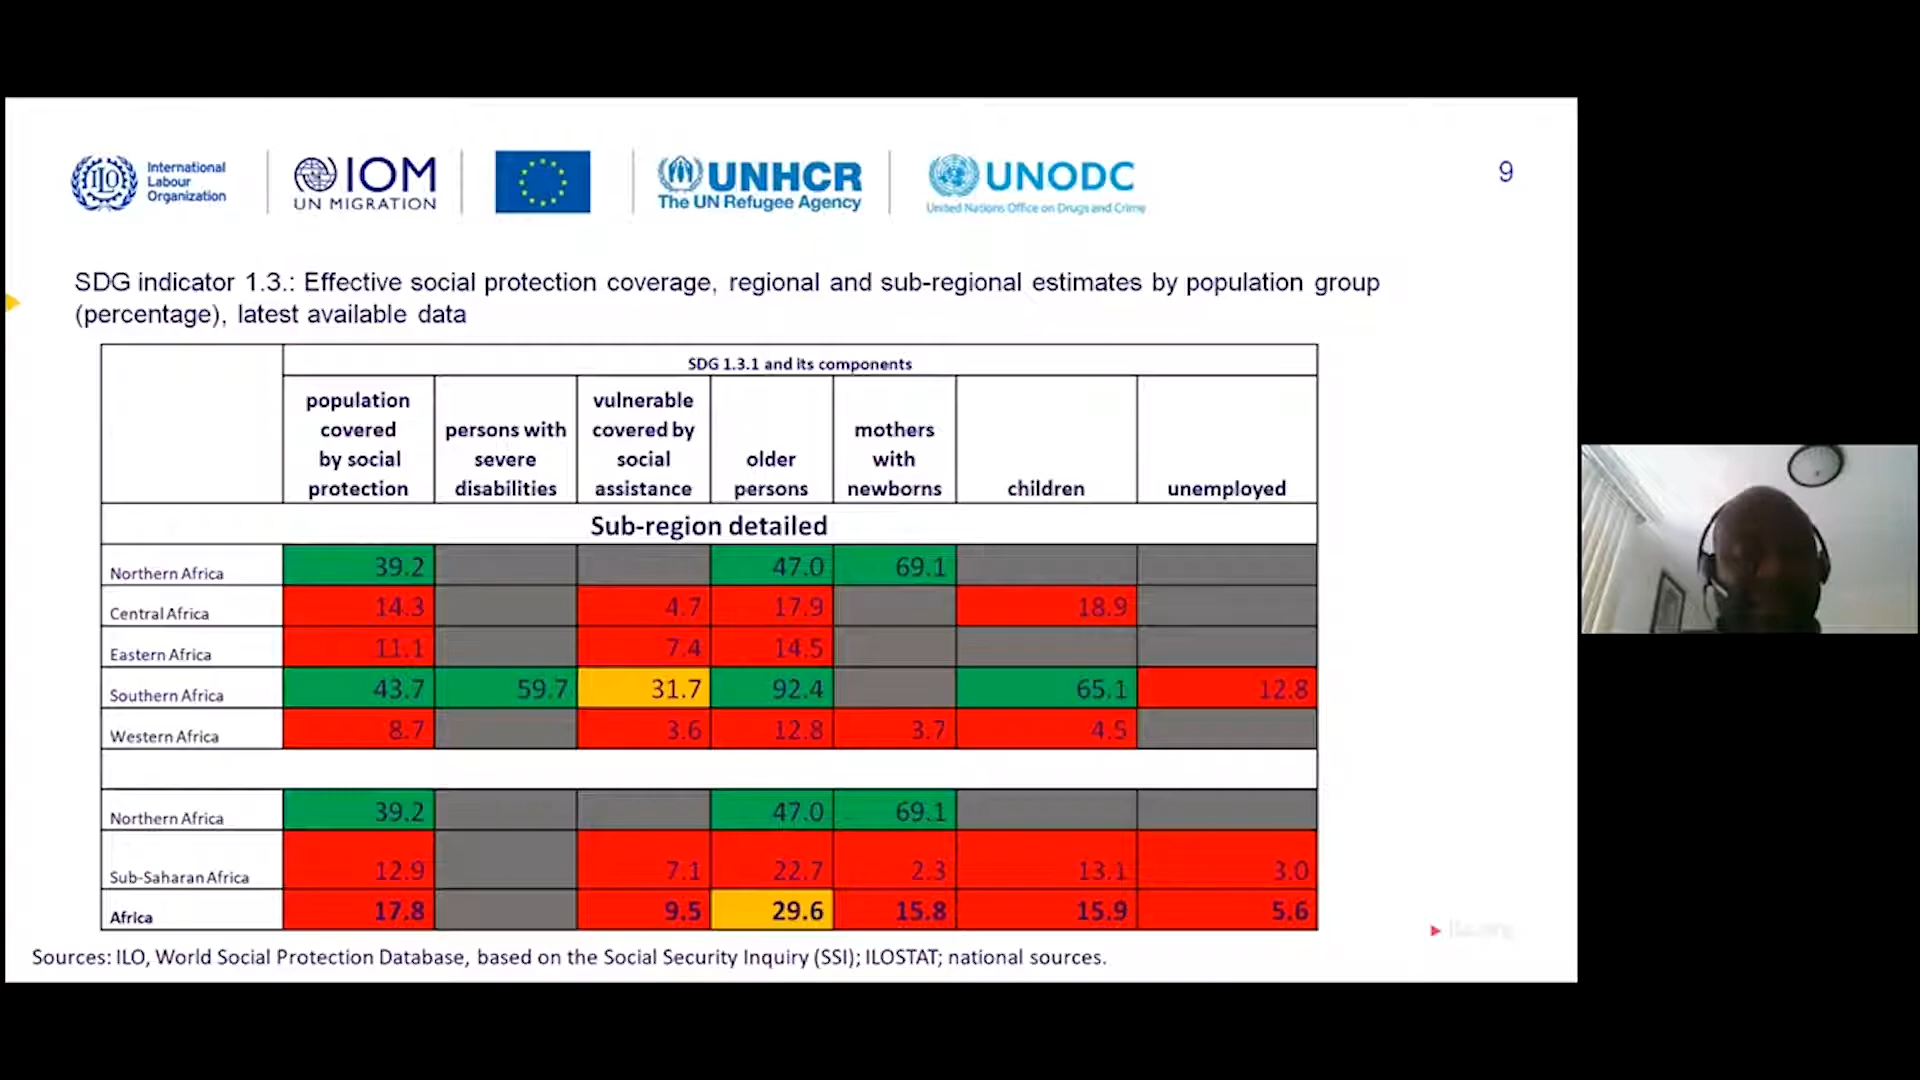 International
Labour
Organization
ILO
IOM
UN MIGRATION
UNHCR
The UN Refugee Agency
UNODC
United Nations Office on Drugs and Crime
9
SDG indicator 1.3.: Effective social protection coverage, regional and sub-regional estimates by population group
(percentage), latest available data
SDG 1.3.1 and its components
population covered by social protection
persons with severe disabilities
vulnerable covered by social assistance
older persons
mothers with newborns
children
unemployed
Sub-region detailed
Northern Africa 39.2 47.0 69.1
Central Africa 14.3 4.7 17.9 18.9
Eastern Africa 11.1 7.4 14.5
Southern Africa 43.7 59.7 31.7 92.4 65.1 12.8
Western Africa 8.7 3.6 12.8 3.7 4.5
Northern Africa 39.2 47.0 69.1
Sub-Saharan Africa 12.9 7.1 22.7 2.3 13.1 3.0
Africa 17.8 9.5 29.6 15.8 15.9 5.6
Sources: ILO, World Social Protection Database, based on the Social Security Inquiry (SSI); ILOSTAT; national sources.